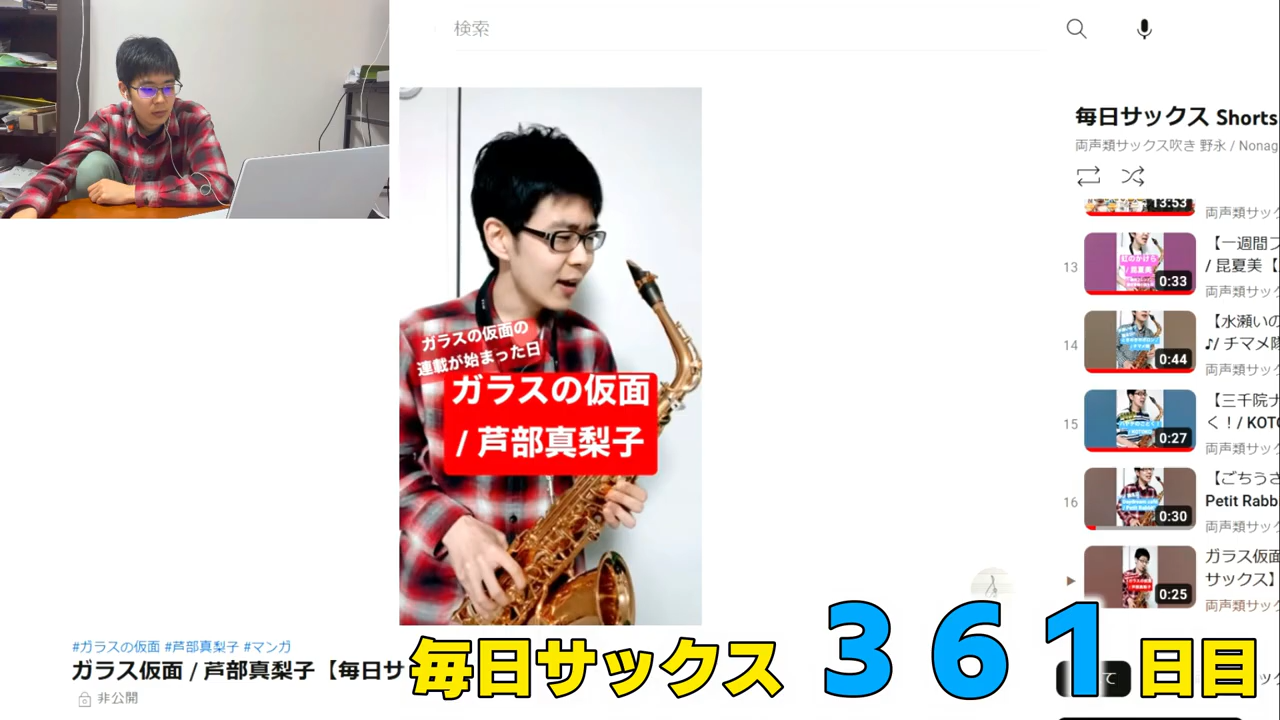 検索
毎日サックス Shorts
両声類サックス吹き 野永 / Nonag
13:53
両声類サック
13
虹のかけら
/ 昆夏美
0:33
【一週間フ
/ 昆夏美【
両声類サック
14
0:44
【水瀬いの
♪/ チマメ隊
両声類サック
15
0:27
【三千院ナ
く！/ KOTO
両声類サック
16
0:30
【ごちうさ
Petit Rabb
両声類サック
0:25
ガラス仮面
サックス】
両声類サック
ガラスの仮面の
連載が始まった日
ガラスの仮面
/ 芦部真梨子
#ガラスの仮面 #芦部真梨子 #マンガ
ガラス仮面 / 芦部真梨子【毎日サ
非公開
毎日サックス 361日目